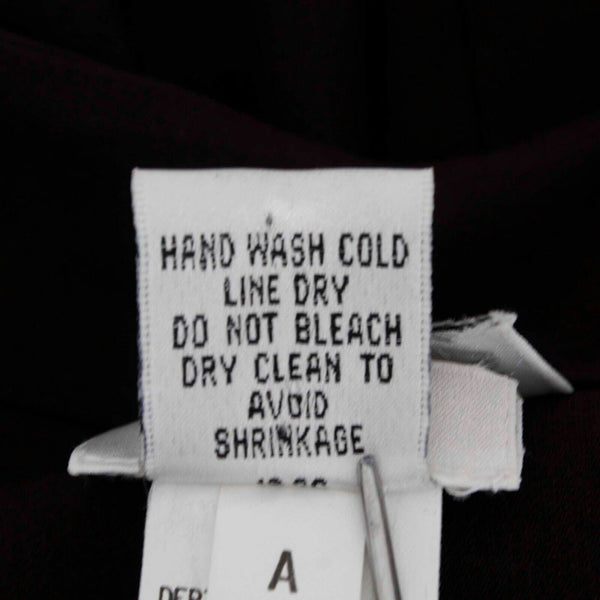 HAND WASH COLD
LINE DRY
DO NOT BLEACH
DRY CLEAN TO
AVOID
SHRINKAGE
A